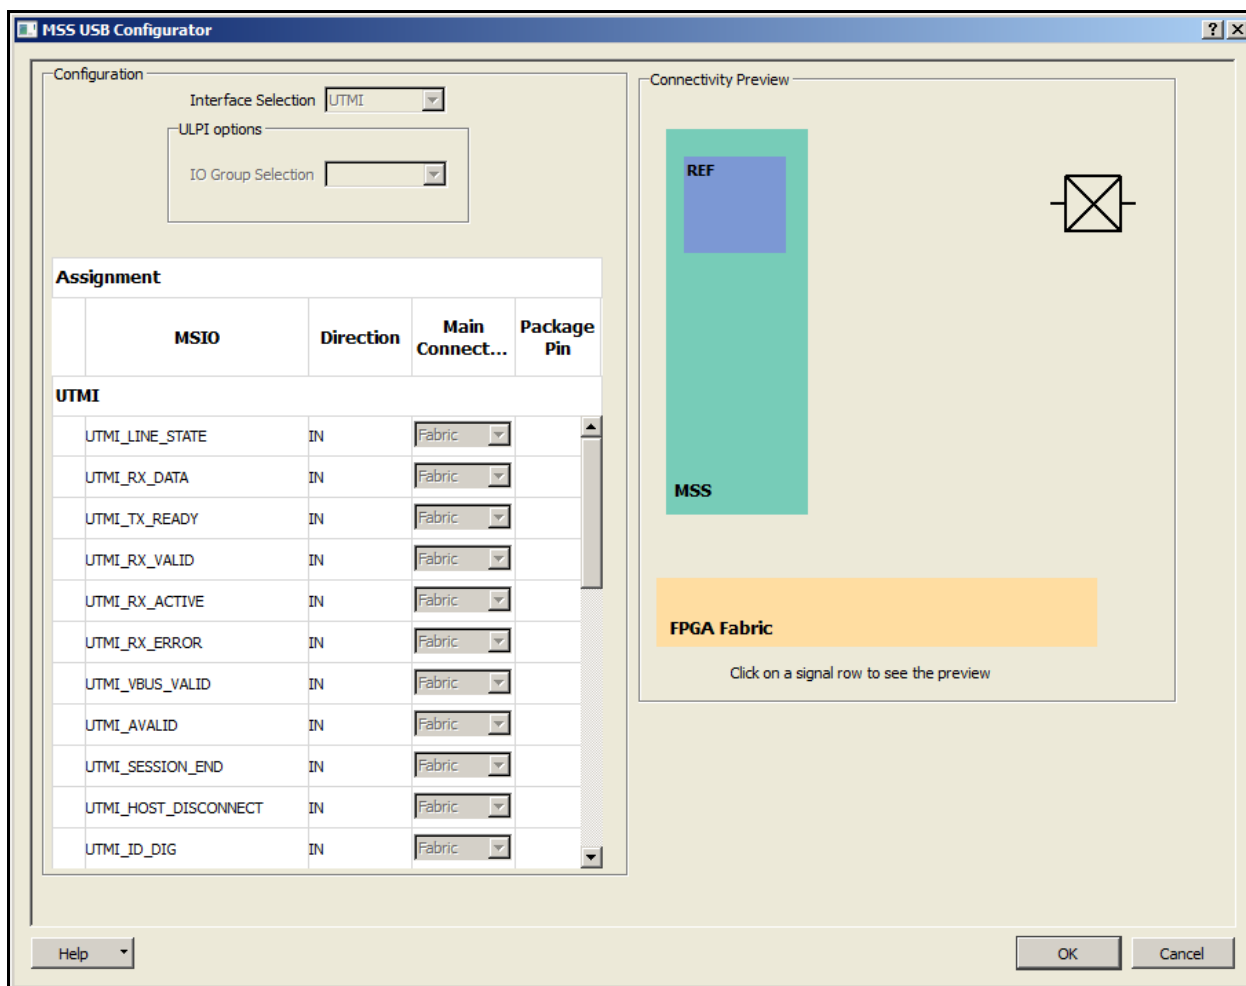 MSS USB Configurator
Configuration
Interface Selection UTMI
ULPI options
IO Group Selection
Assignment
MSIO Direction Main Connect... Package Pin
UTMI
UTMI_LINE_STATE IN Fabric
UTMI_RX_DATA IN Fabric
UTMI_TX_READY IN Fabric
UTMI_RX_VALID IN Fabric
UTMI_RX_ACTIVE IN Fabric
UTMI_RX_ERROR IN Fabric
UTMI_VBUS_VALID IN Fabric
UTMI_AVALID IN Fabric
UTMI_SESSION_END IN Fabric
UTMI_HOST_DISCONNECT IN Fabric
UTMI_ID_DIG IN Fabric
Connectivity Preview
REF
MSS
FPGA Fabric
Click on a signal row to see the preview
Help
OK
Cancel